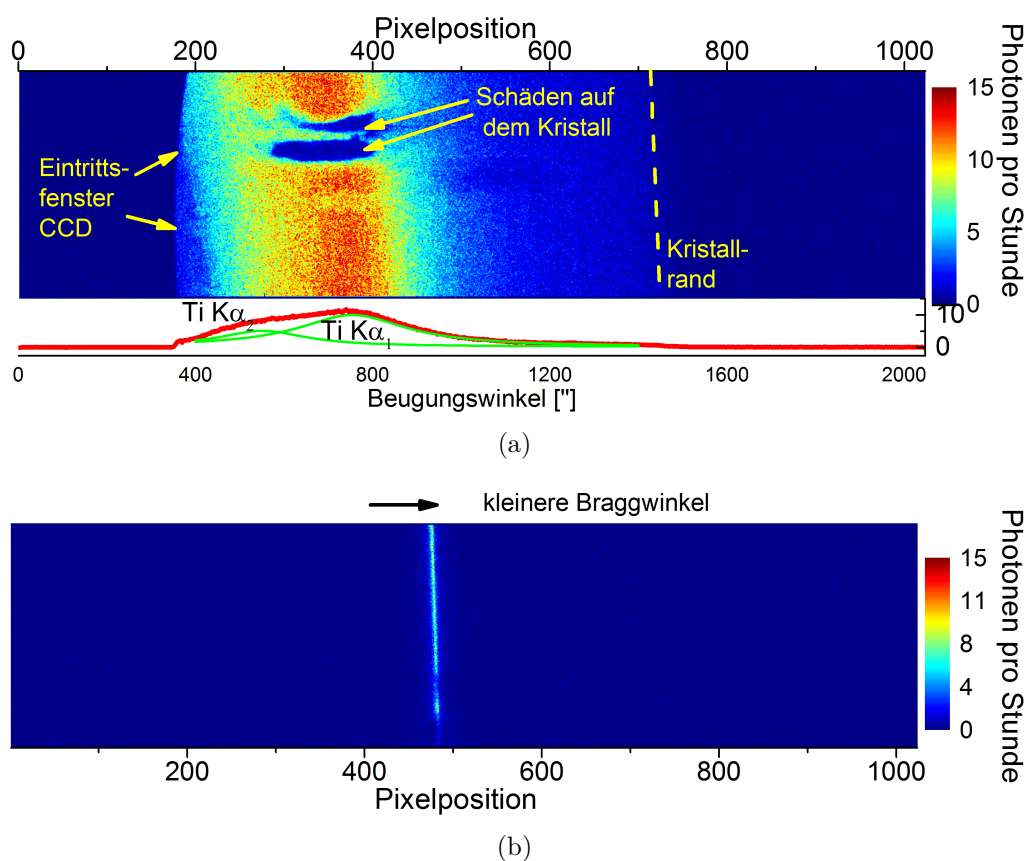 Pixelposition
0 200 400 600 800 1000
Schäden auf
dem Kristall
Eintritts-
fenster
CCD
Kristall-
rand
15
10
5
0
Photonen pro Stunde
Ti Kα2
Ti Kα1
10
0
0 400 800 1200 1600 2000
Beugungswinkel ["]
(a)
kleinere Braggwinkel
15
11
8
4
0
Photonen pro Stunde
200 400 600 800 1000
Pixelposition
(b)